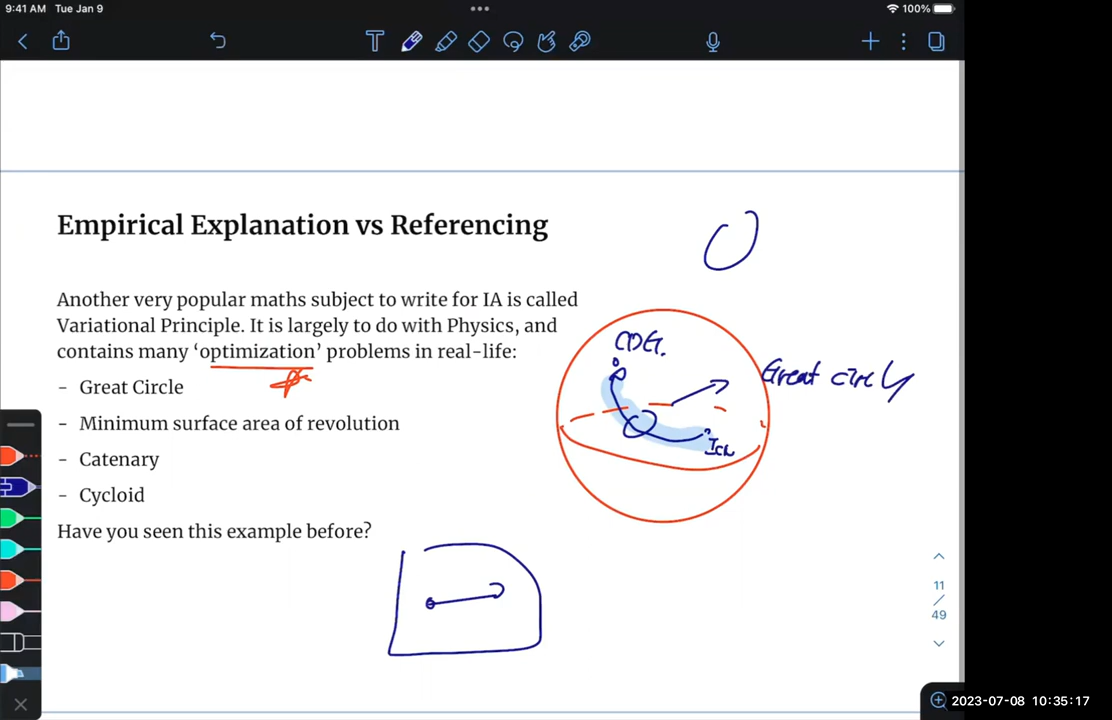 9:41 AM Tue Jan 9
100%
Empirical Explanation vs Referencing
Another very popular maths subject to write for IA is called
Variational Principle. It is largely to do with Physics, and
contains many ‘optimization’ problems in real-life:
- Great Circle
- Minimum surface area of revolution
- Catenary
- Cycloid
Have you seen this example before?
CDG.
Great circle
11
/
49
2023-07-08 10:35:17